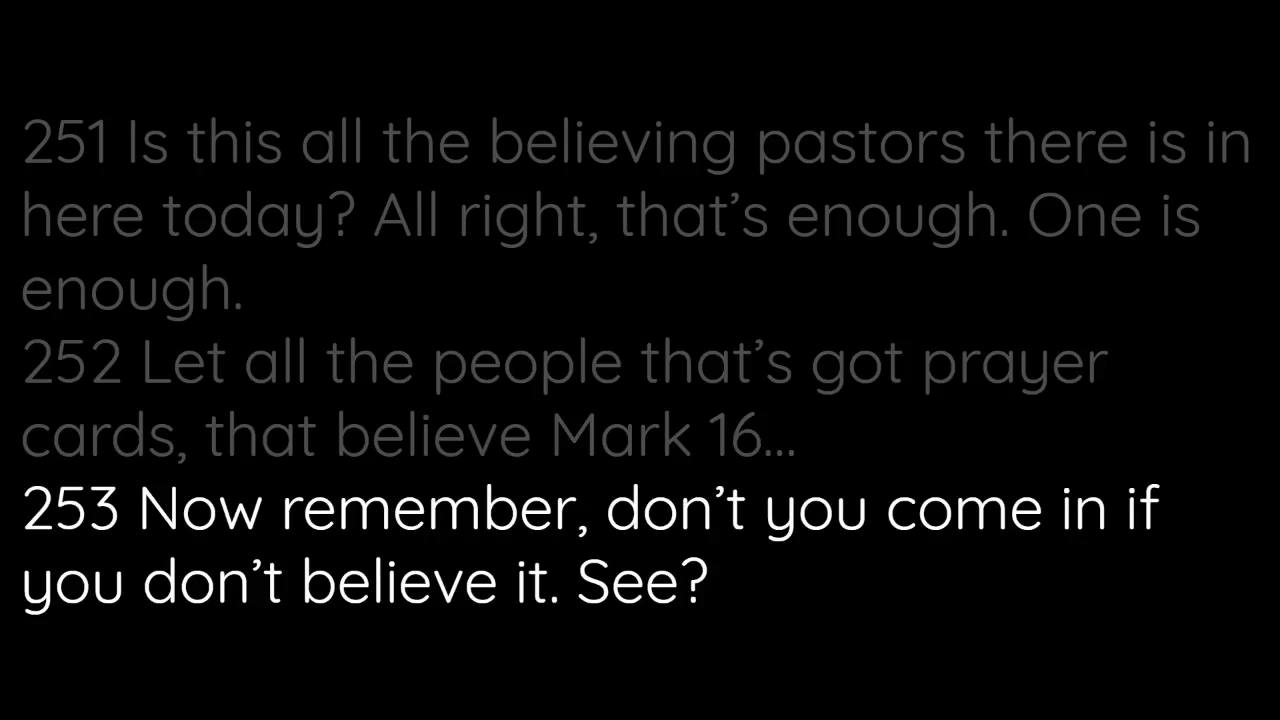 251 Is this all the believing pastors there is in
here today? All right, that’s enough. One is
enough.
252 Let all the people that’s got prayer
cards, that believe Mark 16...
253 Now remember, don’t you come in if
you don’t believe it. See?